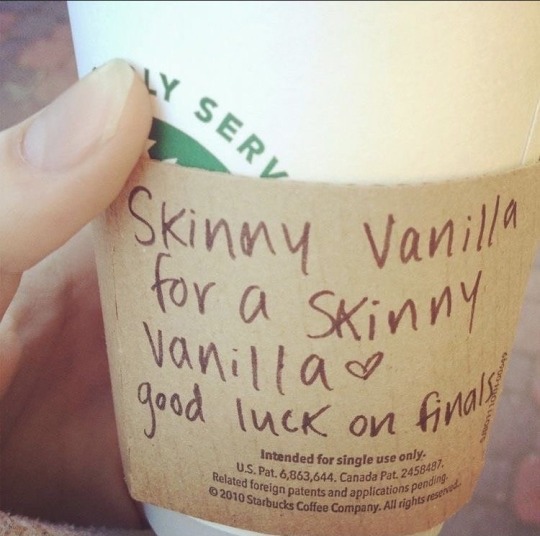 LY SERV
Skinny Vanilla
for a Skinny
Vanilla♡
good luck on finals
Intended for single use only.
U.S. Pat. 6,863,644. Canada Pat. 2458487.
Related foreign patents and applications pending.
© 2010 Starbucks Coffee Company. All rights reserved.